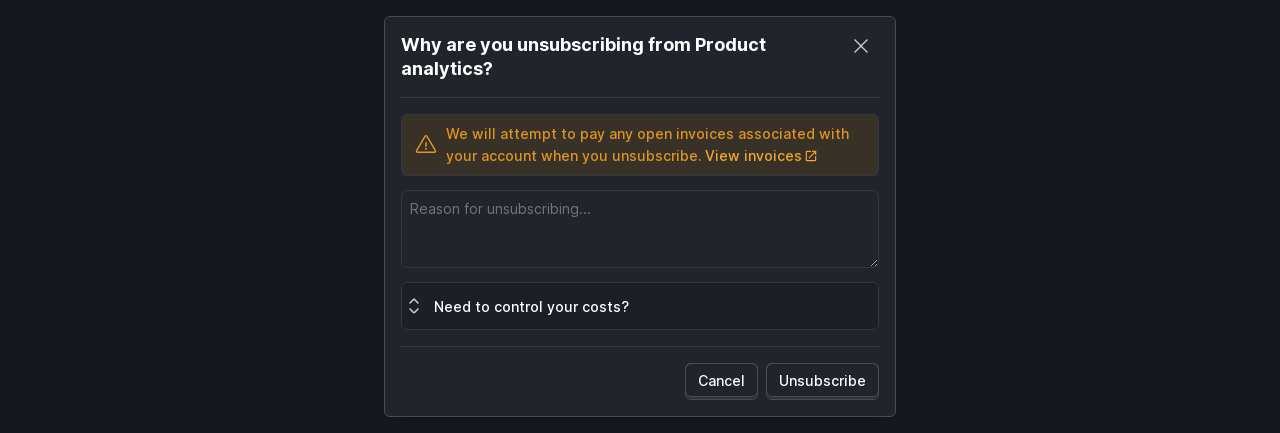 Why are you unsubscribing from Product
analytics?
We will attempt to pay any open invoices associated with
your account when you unsubscribe. View invoices
Reason for unsubscribing...
Need to control your costs?
Cancel Unsubscribe